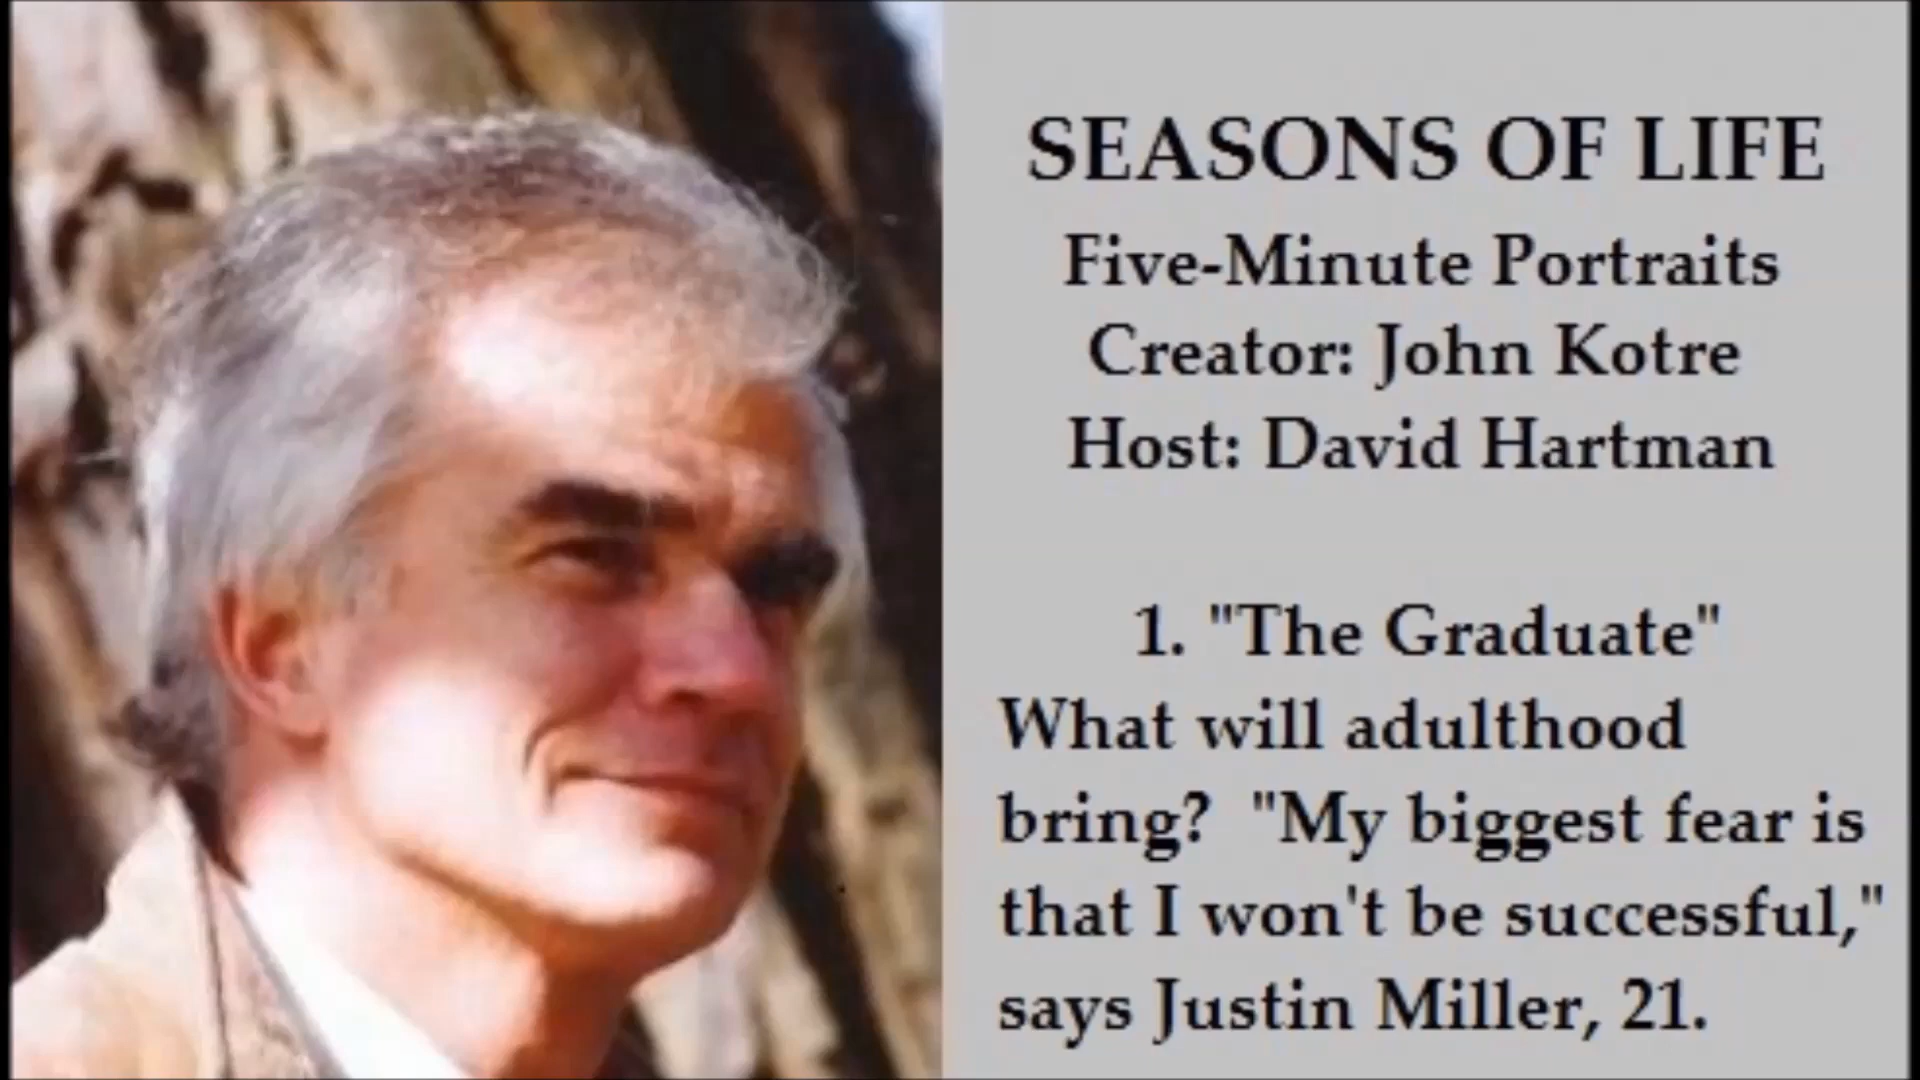 SEASONS OF LIFE
Five-Minute Portraits
Creator: John Kotre
Host: David Hartman
1. "The Graduate"
What will adulthood
bring?  "My biggest fear is
that I won't be successful,"
says Justin Miller, 21.